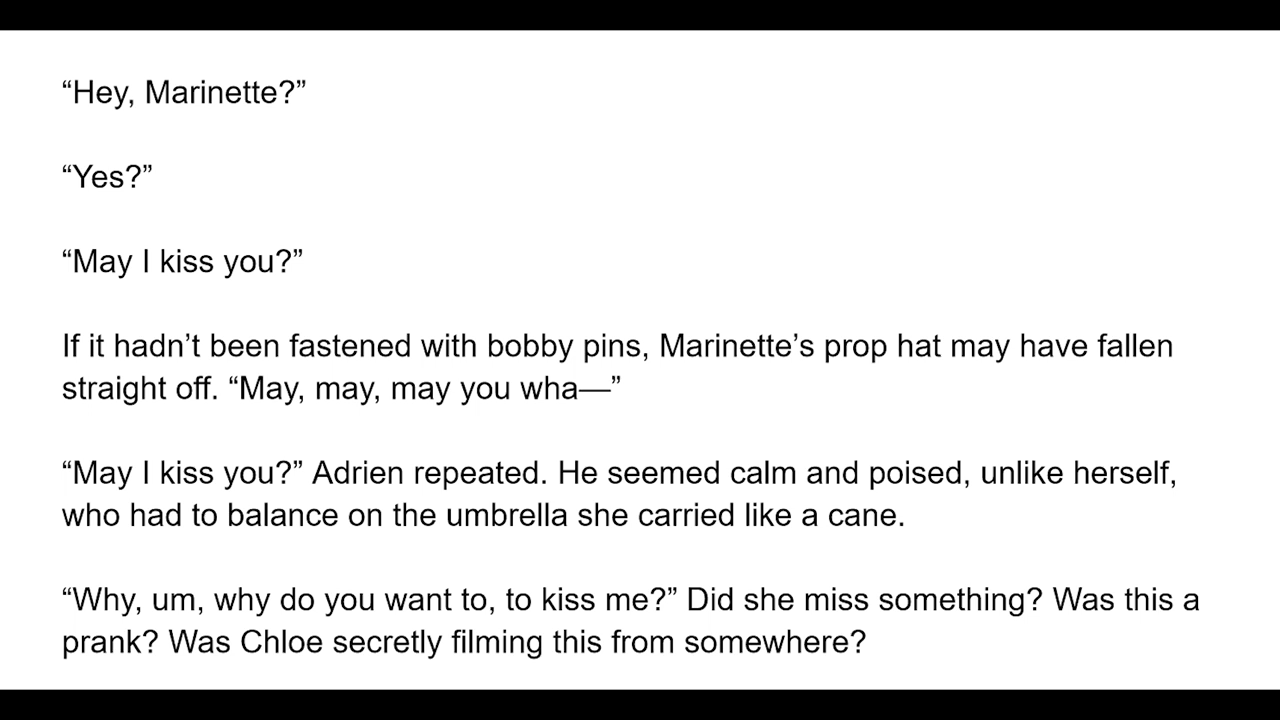 “Hey, Marinette?”
“Yes?”
“May I kiss you?”
If it hadn’t been fastened with bobby pins, Marinette’s prop hat may have fallen
straight off. “May, may, may you wha—”
“May I kiss you?” Adrien repeated. He seemed calm and poised, unlike herself,
who had to balance on the umbrella she carried like a cane.
“Why, um, why do you want to, to kiss me?” Did she miss something? Was this a
prank? Was Chloe secretly filming this from somewhere?